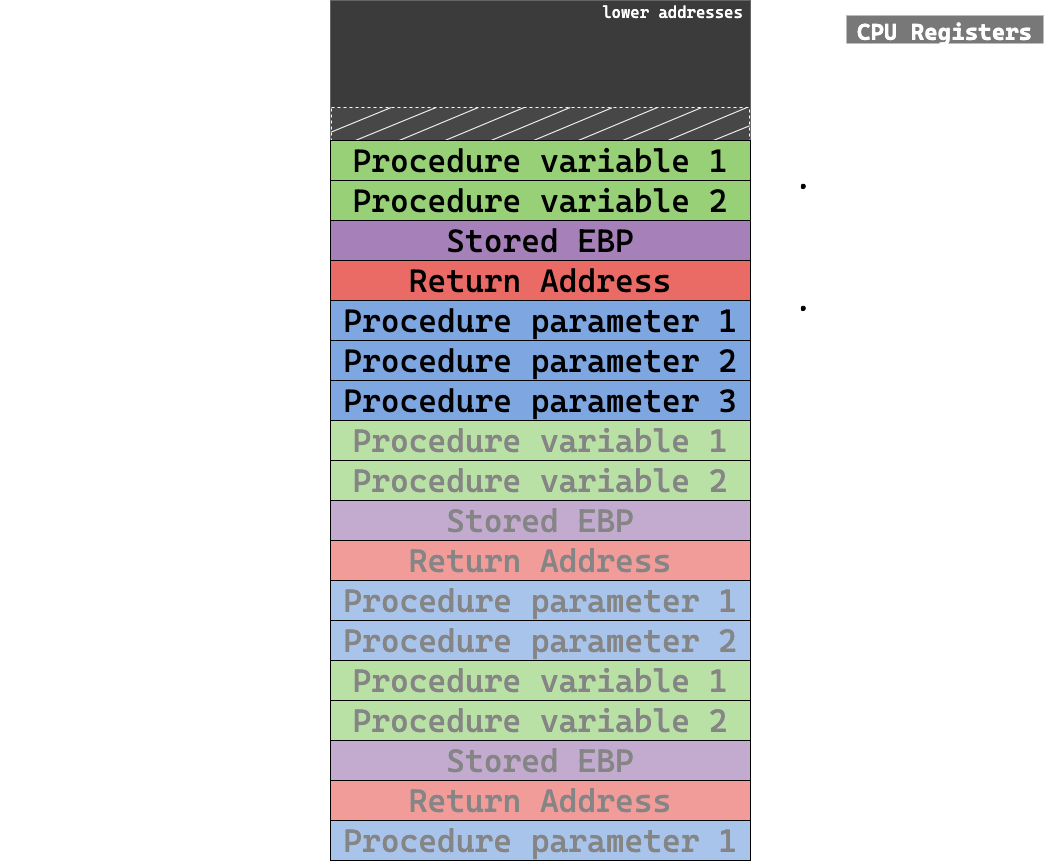 lower addresses
CPU Registers
Procedure variable 1
Procedure variable 2
Stored EBP
Return Address
Procedure parameter 1
Procedure parameter 2
Procedure parameter 3
Procedure variable 1
Procedure variable 2
Stored EBP
Return Address
Procedure parameter 1
Procedure parameter 2
Procedure variable 1
Procedure variable 2
Stored EBP
Return Address
Procedure parameter 1